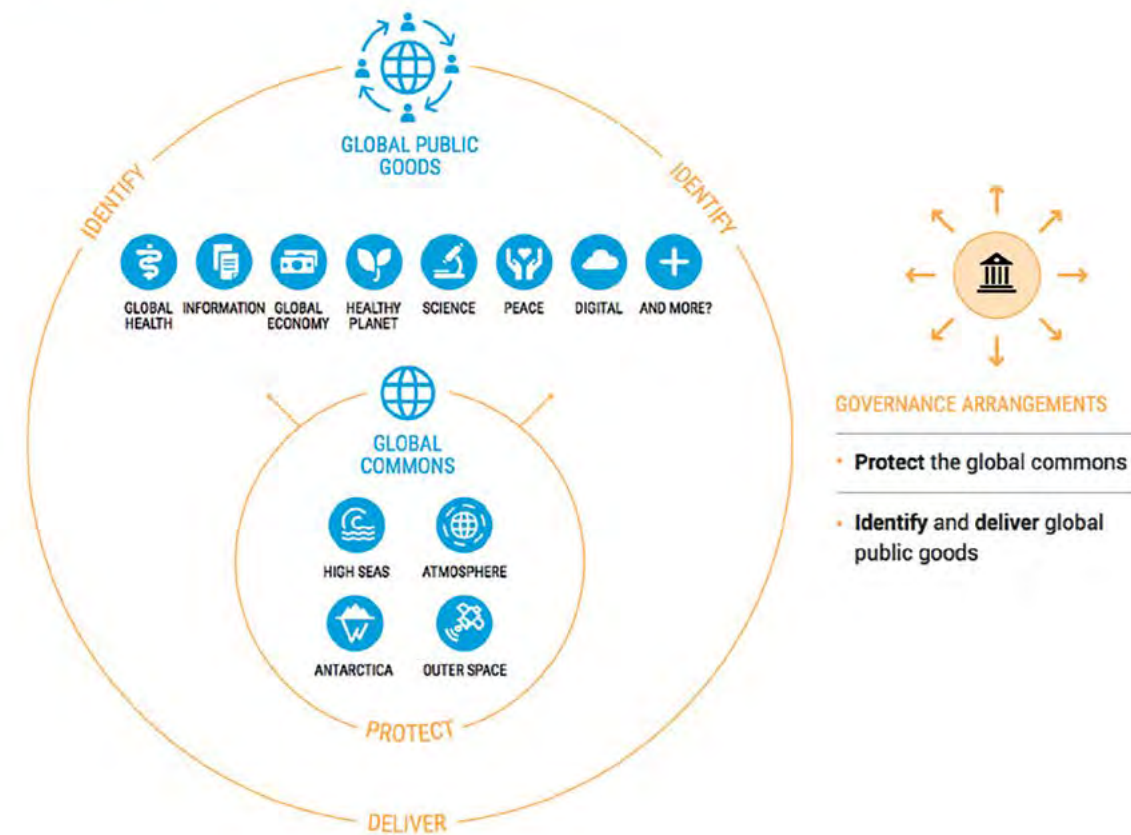 GLOBAL PUBLIC
GOODS
IDENTIFY
IDENTIFY
GLOBAL
HEALTH
INFORMATION
GLOBAL
ECONOMY
HEALTHY
PLANET
SCIENCE
PEACE
DIGITAL
AND MORE?
GLOBAL
COMMONS
HIGH SEAS
ATMOSPHERE
ANTARCTICA
OUTER SPACE
PROTECT
DELIVER
GOVERNANCE ARRANGEMENTS
• Protect the global commons
• Identify and deliver global
public goods